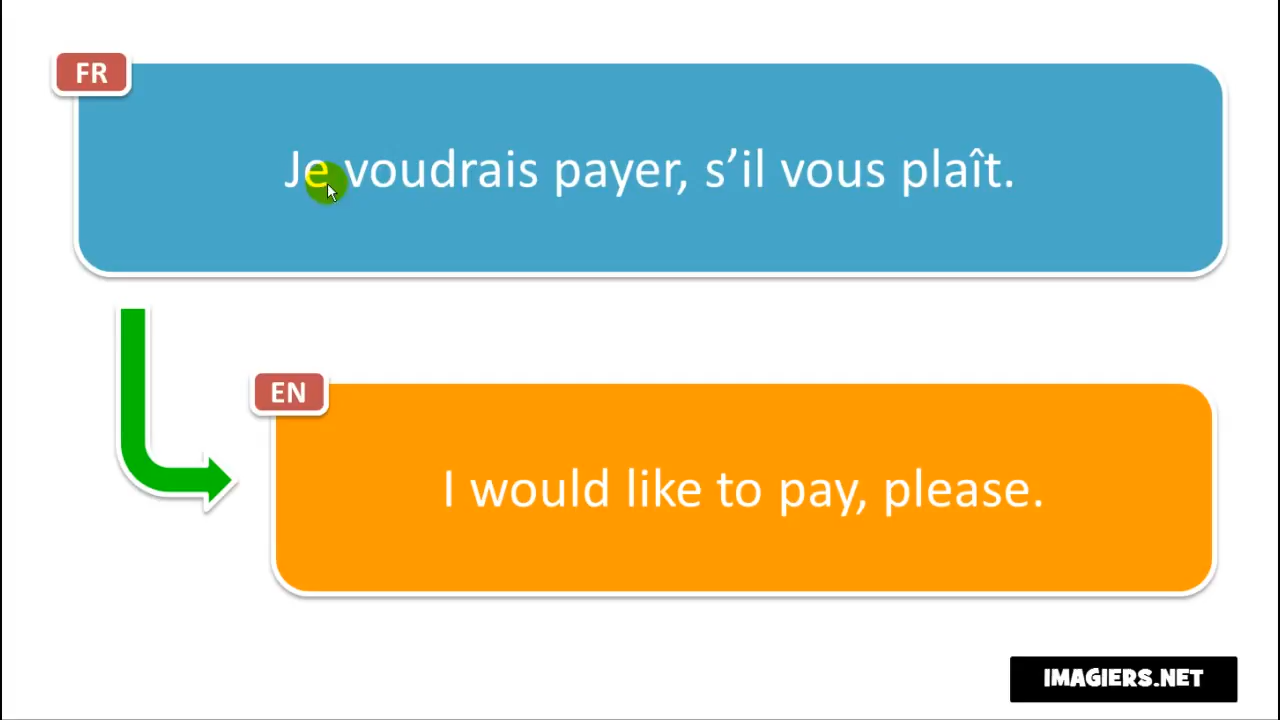 FR
Je voudrais payer, s’il vous plaît.
EN
I would like to pay, please.
IMAGIERS.NET